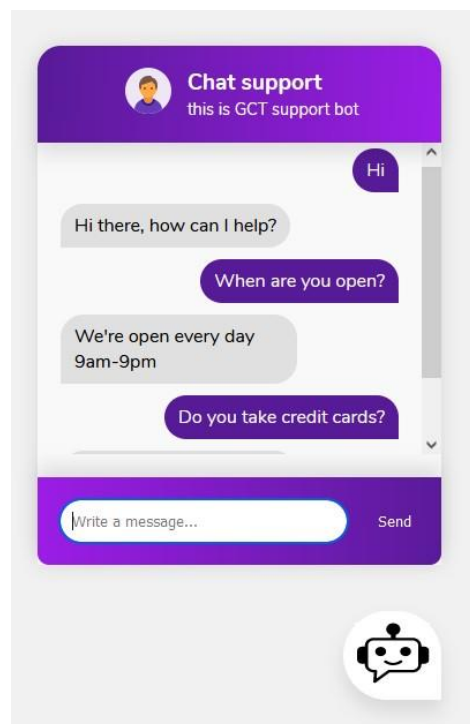 Chat support
this is GCT support bot
Hi
Hi there, how can I help?
When are you open?
We're open every day
9am-9pm
Do you take credit cards?
Write a message...
Send